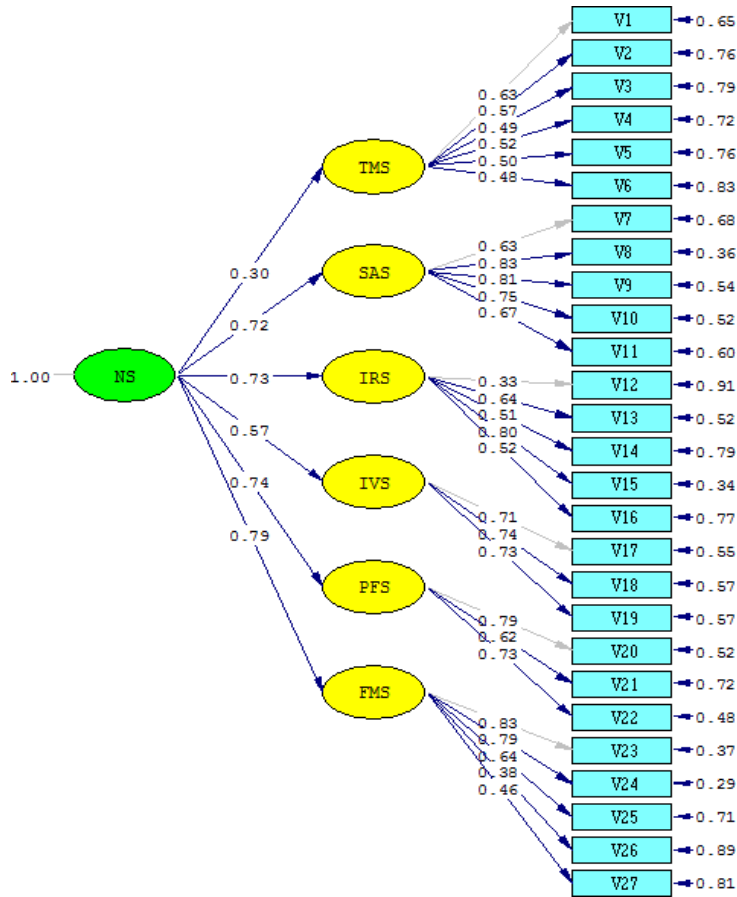 V1 0.65
V2 0.76
V3 0.79
V4 0.72
V5 0.76
V6 0.83
V7 0.68
V8 0.36
V9 0.54
V10 0.52
V11 0.60
V12 0.91
V13 0.52
V14 0.79
V15 0.34
V16 0.77
V17 0.55
V18 0.57
V19 0.57
V20 0.52
V21 0.72
V22 0.48
V23 0.37
V24 0.29
V25 0.71
V26 0.89
V27 0.81
0.63
0.57
0.49
0.52
0.50
0.48
0.63
0.83
0.81
0.75
0.67
0.33
0.64
0.51
0.80
0.52
0.71
0.74
0.73
0.79
0.62
0.73
0.83
0.79
0.64
0.38
0.46
TMS
SAS
IRS
IVS
PFS
FMS
0.30
0.72
0.73
0.57
0.74
0.79
1.00 NS